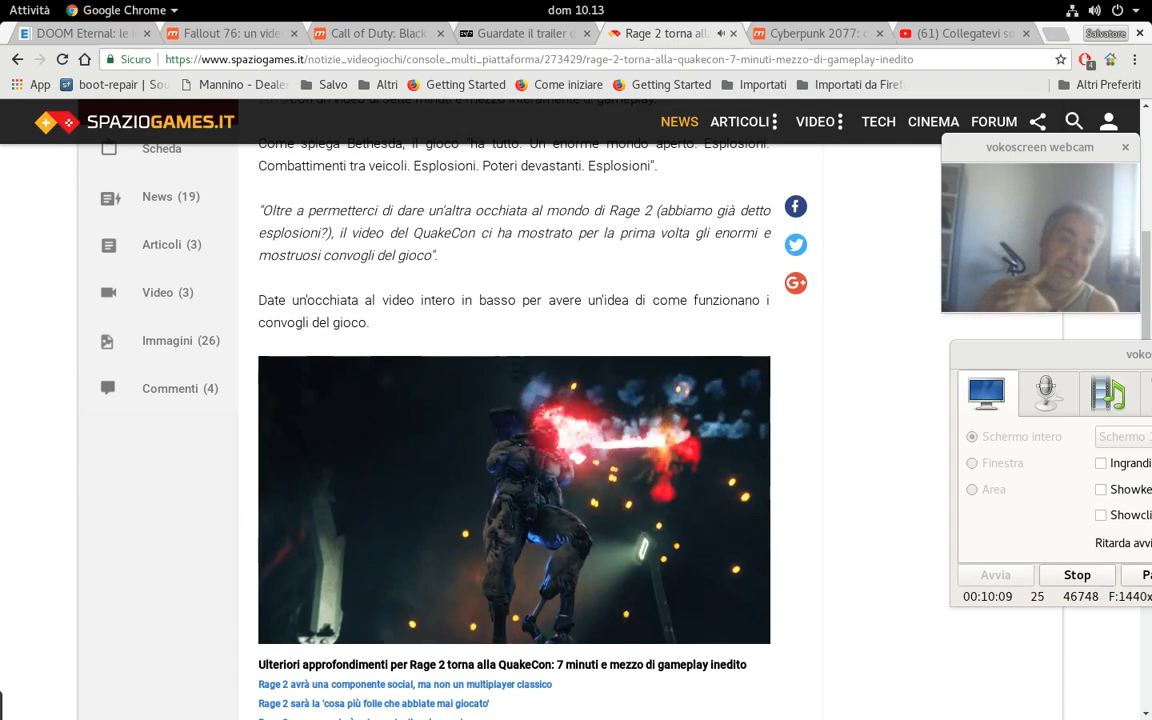 Attività
Google Chrome
dom 10.13
DOOM Eternal: le i
Fallout 76: un vide
Call of Duty: Black
Guardate il trailer d
Rage 2 torna all
Cyberpunk 2077:
(61) Collegatevi so
Salvatore
Sicuro
https://www.spaziogames.it/notizie_videogiochi/console_multi_piattaforma/273429/rage-2-torna-alla-quakecon-7-minuti-mezzo-di-gameplay-inedito
4
App
boot-repair | Sou
Mannino - Dealer
Salvo
Altri
Getting Started
Come iniziare
Getting Started
Importati
Importati da Firef
Altri Preferiti
SPAZIOGAMES.IT
NEWS
ARTICOLI
VIDEO
TECH
CINEMA
FORUM
Scheda
News (19)
Articoli (3)
Video (3)
Immagini (26)
Commenti (4)
Come spiega Bethesda, il gioco "ha tutto. Un enorme mondo aperto. Esplosioni.
Combattimenti tra veicoli. Esplosioni. Poteri devastanti. Esplosioni".
"Oltre a permetterci di dare un'altra occhiata al mondo di Rage 2 (abbiamo già detto
esplosioni?), il video del QuakeCon ci ha mostrato per la prima volta gli enormi e
mostruosi convogli del gioco".
Date un'occhiata al video intero in basso per avere un'idea di come funzionano i
convogli del gioco.
Ulteriori approfondimenti per Rage 2 torna alla QuakeCon: 7 minuti e mezzo di gameplay inedito
Rage 2 avrà una componente social, ma non un multiplayer classico
Rage 2 sarà la 'cosa più folle che abbiate mai giocato'
vokoscreen webcam
voko
Schermo intero
Schermo 1
Finestra
Area
Ingrandi
Showke
Showcli
Ritarda avvi
Avvia
Stop
Pa
00:10:09
25
46748
F:1440x